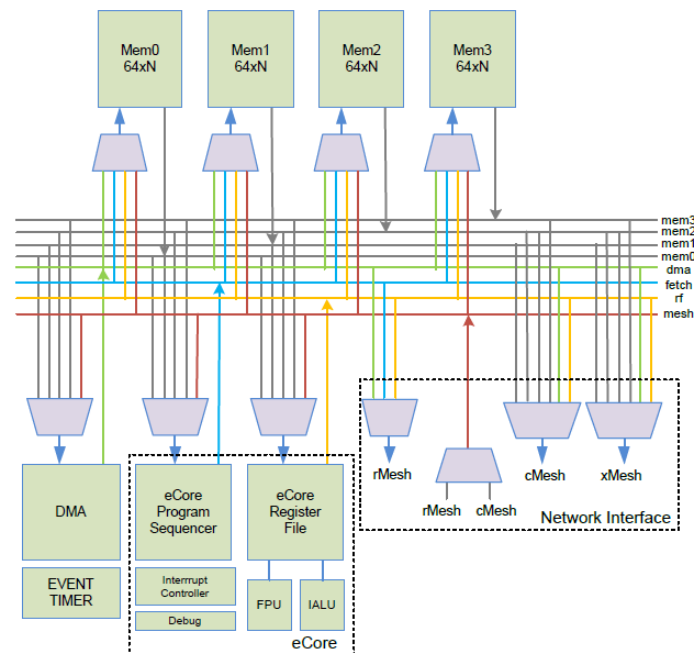 Mem0
64xN
Mem1
64xN
Mem2
64xN
Mem3
64xN
mem3
mem2
mem1
mem0
dma
fetch
rf
mesh
rMesh
cMesh
xMesh
rMesh
cMesh
Network Interface
DMA
eCore
Program
Sequencer
eCore
Register
File
EVENT
TIMER
Interrrupt
Controller
Debug
FPU
IALU
eCore